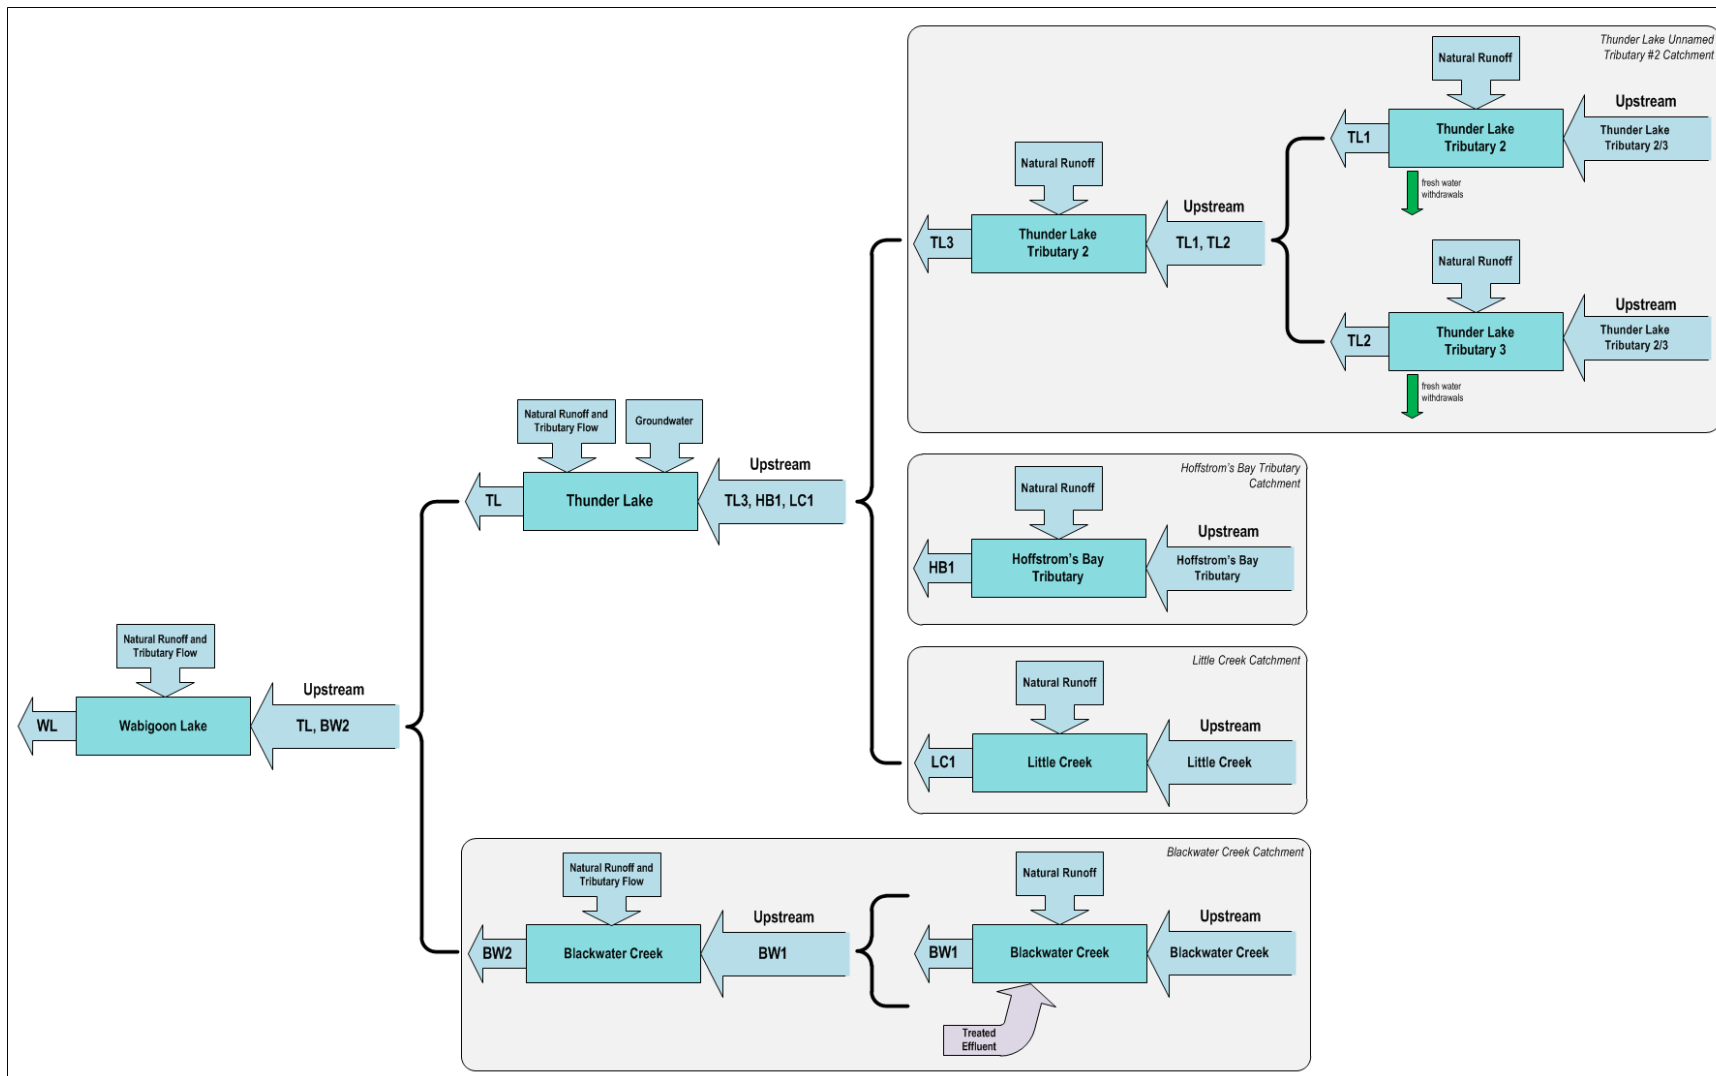 Thunder Lake Unnamed
Tributary #2 Catchment
Natural Runoff
Upstream
TL1
Thunder Lake
Tributary 2
Thunder Lake
Tributary 2/3
fresh water
withdrawals
Natural Runoff
Upstream
TL3
Thunder Lake
Tributary 2
TL1, TL2
Natural Runoff
Upstream
TL2
Thunder Lake
Tributary 3
Thunder Lake
Tributary 2/3
fresh water
withdrawals
Natural Runoff and
Tributary Flow
Groundwater
Upstream
TL
Thunder Lake
TL3, HB1, LC1
Hoffstrom's Bay Tributary
Catchment
Natural Runoff
Upstream
HB1
Hoffstrom's Bay
Tributary
Hoffstrom's Bay
Tributary
Natural Runoff and
Tributary Flow
Upstream
WL
Wabigoon Lake
TL, BW2
Little Creek Catchment
Natural Runoff
Upstream
LC1
Little Creek
Little Creek
Blackwater Creek Catchment
Natural Runoff and
Tributary Flow
Upstream
BW2
Blackwater Creek
BW1
Natural Runoff
Upstream
BW1
Blackwater Creek
Blackwater Creek
Treated
Effluent